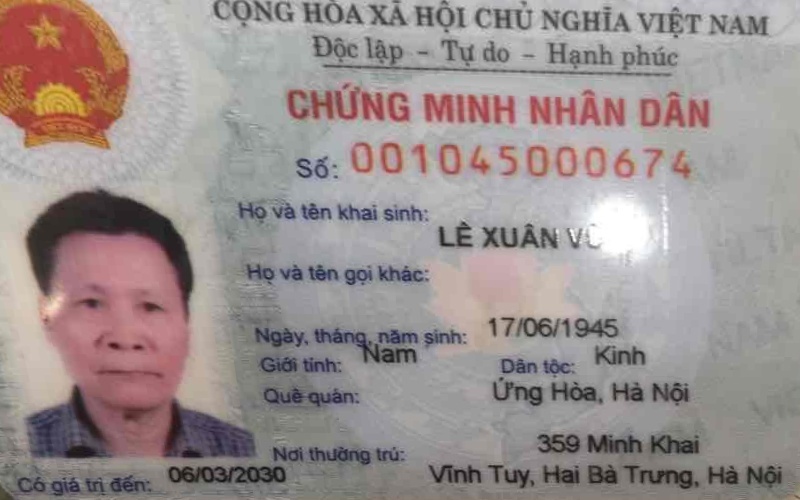 CỘNG HÒA XÃ HỘI CHỦ NGHĨA VIỆT NAM
Độc lập - Tự do - Hạnh phúc
CHỨNG MINH NHÂN DÂN
Số: 001045000674
Họ và tên khai sinh:
LÊ XUÂN
Họ và tên gọi khác:
Ngày, tháng, năm sinh: 17/06/1945
Giới tính: Nam Dân tộc: Kinh
Quê quán: Ứng Hòa, Hà Nội
Nơi thường trú: 359 Minh Khai
Vĩnh Tuy, Hai Bà Trưng, Hà Nội
Có giá trị đến: 06/03/2030